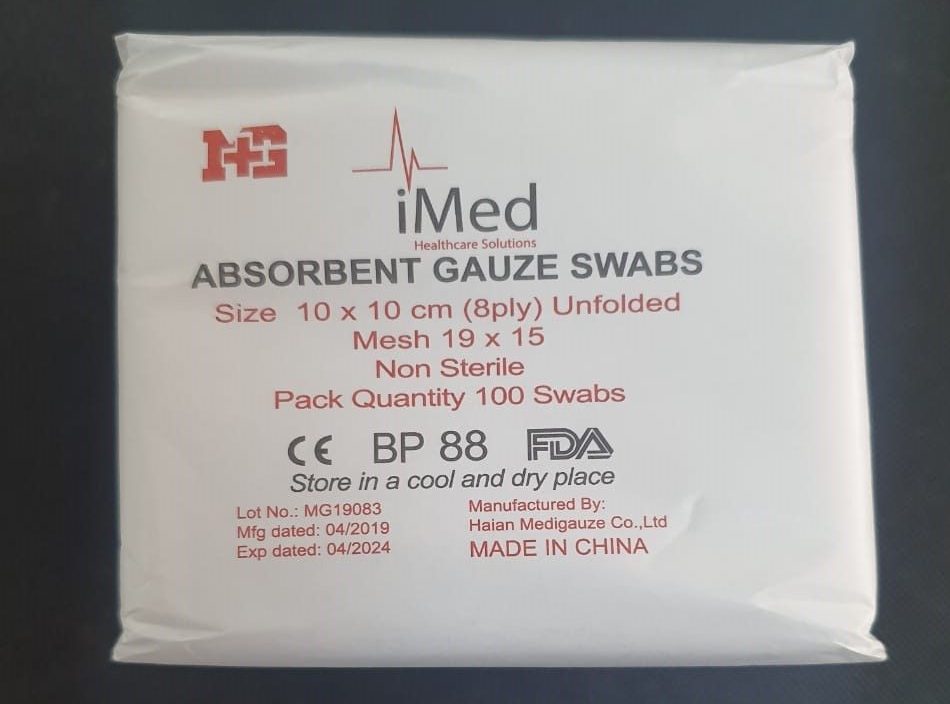 MG
iMed
Healthcare Solutions
ABSORBENT GAUZE SWABS
Size 10 x 10 cm (8ply) Unfolded
Mesh 19 x 15
Non Sterile
Pack Quantity 100 Swabs
CE BP 88 FDA
Store in a cool and dry place
Lot No.: MG19083
Mfg dated: 04/2019
Exp dated: 04/2024
Manufactured By:
Haian Medigauze Co.,Ltd
MADE IN CHINA